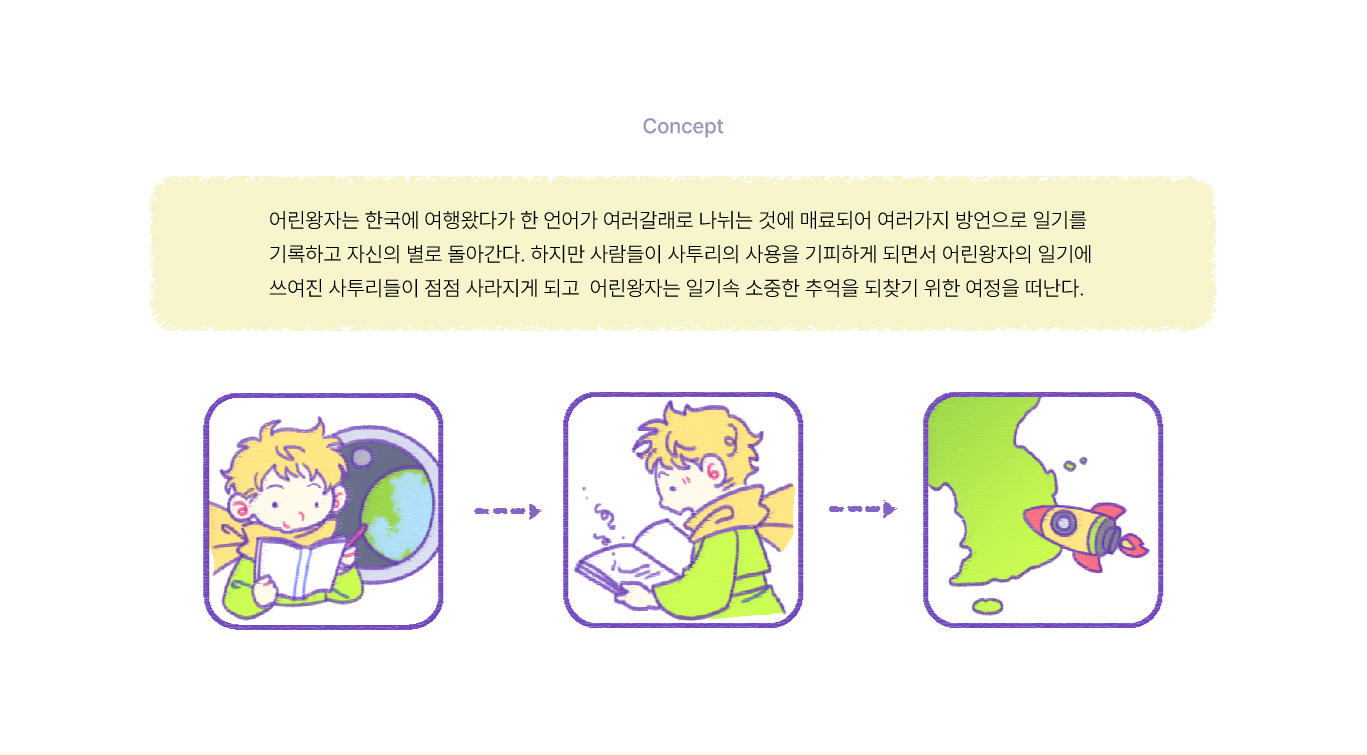 Concept
어린왕자는 한국에 여행왔다가 한 언어가 여러갈래로 나뉘는 것에 매료되어 여러가지 방언으로 일기를
기록하고 자신의 별로 돌아간다. 하지만 사람들이 사투리의 사용을 기피하게 되면서 어린왕자의 일기에
쓰여진 사투리들이 점점 사라지게 되고  어린왕자는 일기속 소중한 추억을 되찾기 위한 여정을 떠난다.